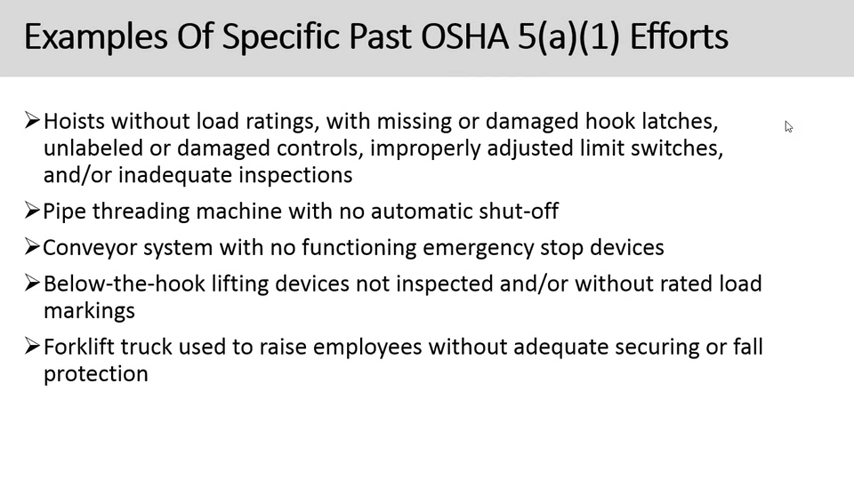 Examples Of Specific Past OSHA 5(a)(1) Efforts
➢Hoists without load ratings, with missing or damaged hook latches,
unlabeled or damaged controls, improperly adjusted limit switches,
and/or inadequate inspections
➢Pipe threading machine with no automatic shut-off
➢Conveyor system with no functioning emergency stop devices
➢Below-the-hook lifting devices not inspected and/or without rated load
markings
➢Forklift truck used to raise employees without adequate securing or fall
protection